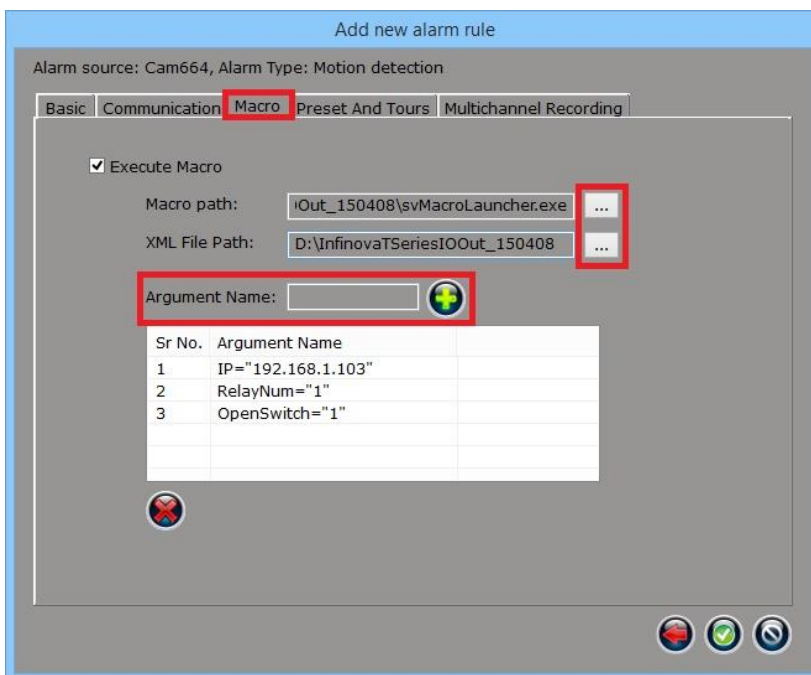 Add new alarm rule
Alarm source: Cam664, Alarm Type: Motion detection
Basic Communication Macro Preset And Tours Multichannel Recording
Execute Macro
Macro path: IOut_150408\svMacroLauncher.exe ...
XML File Path: D:\InfinovaTSeriesIOOut_150408 ...
Argument Name:
Sr No. Argument Name
1 IP="192.168.1.103"
2 RelayNum="1"
3 OpenSwitch="1"